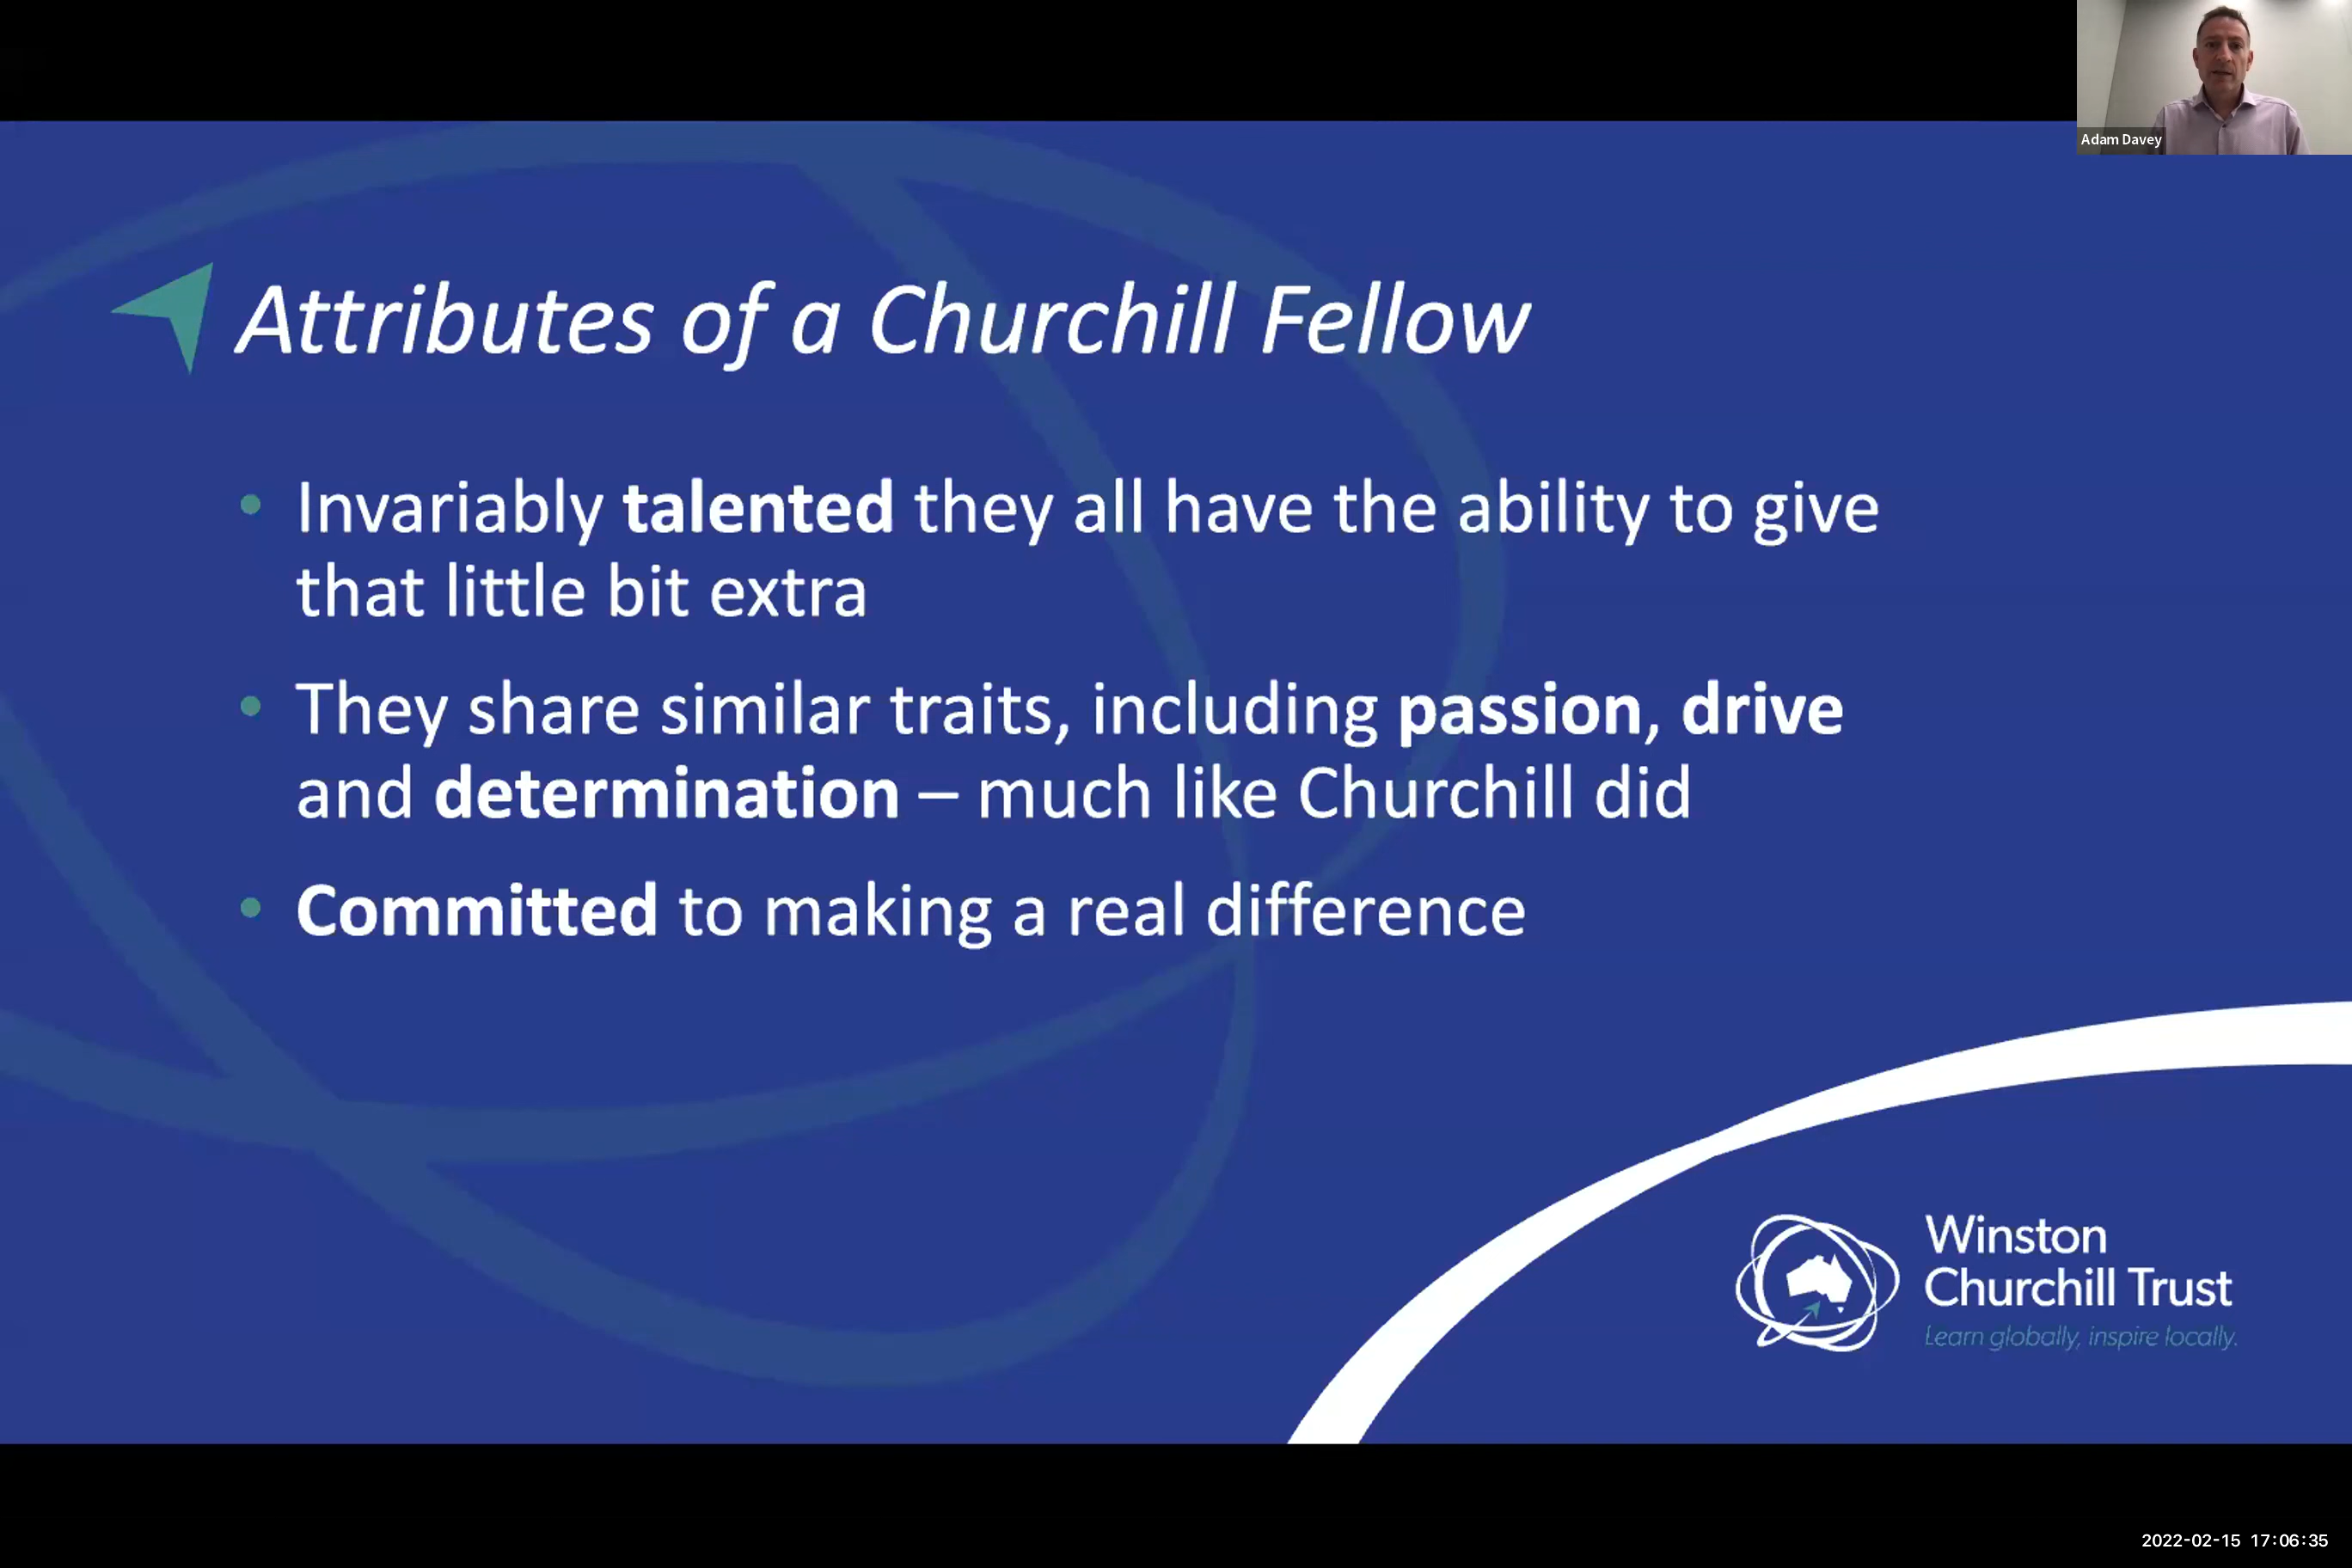 Adam Davey
Attributes of a Churchill Fellow
• Invariably talented they all have the ability to give
that little bit extra
• They share similar traits, including passion, drive
and determination – much like Churchill did
• Committed to making a real difference
Winston
Churchill Trust
Learn globally, inspire locally.
2022-02-15 17:06:35